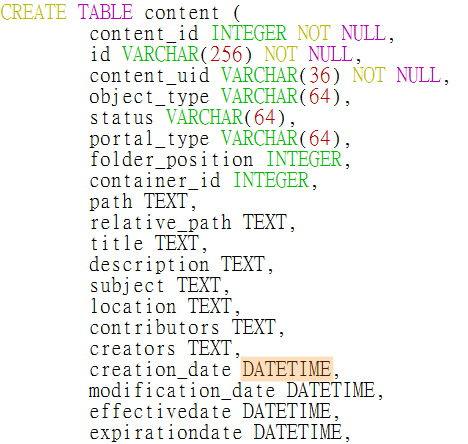 CREATE TABLE content (
content_id INTEGER NOT NULL,
id VARCHAR(256) NOT NULL,
content_uid VARCHAR(36) NOT NULL,
object_type VARCHAR(64),
status VARCHAR(64),
portal_type VARCHAR(64),
folder_position INTEGER,
container_id INTEGER,
path TEXT,
relative_path TEXT,
title TEXT,
description TEXT,
subject TEXT,
location TEXT,
contributors TEXT,
creators TEXT,
creation_date DATETIME,
modification_date DATETIME,
effectivedate DATETIME,
expirationdate DATETIME,